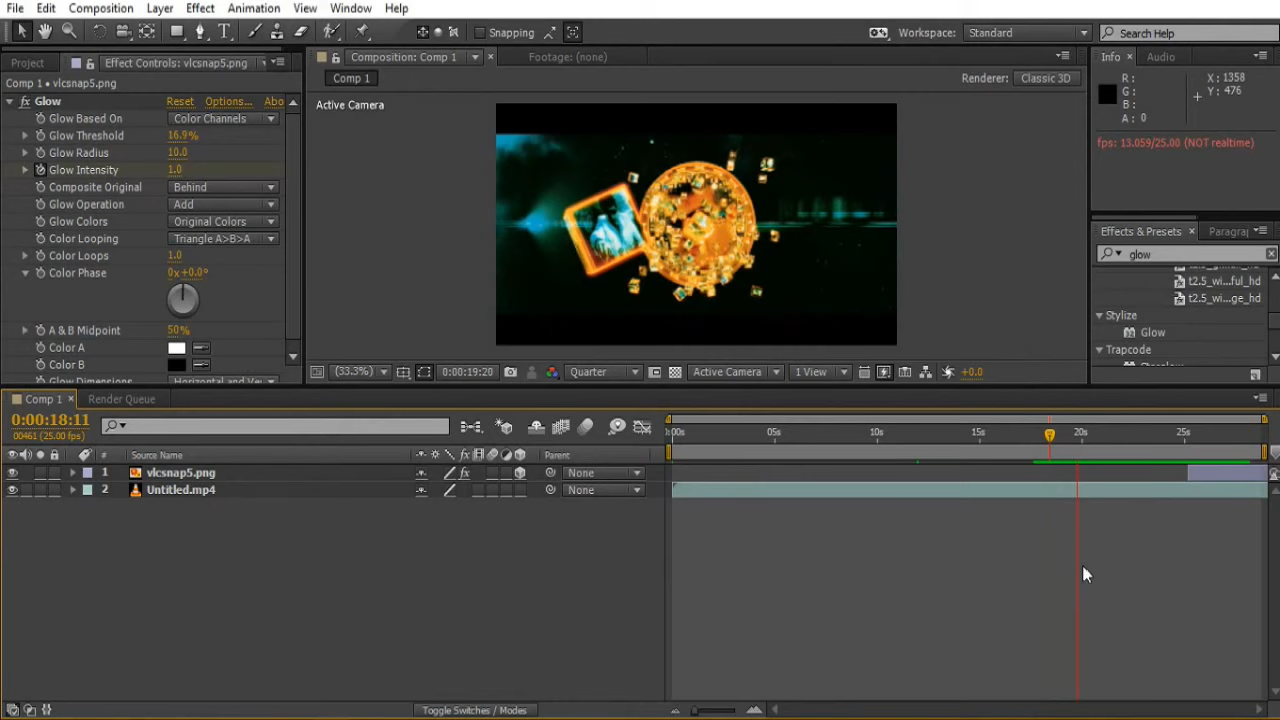 File Edit Composition Layer Effect Animation View Window Help
Snapping Workspace: Standard Search Help
Project Effect Controls: vlcsnap5.png Composition: Comp 1 Footage: (none) Info Audio
Comp 1 • vlcsnap5.png Comp 1 Renderer: Classic 3D
fx Glow Reset Options... Abo
Active Camera
R: X: 1358
G: Y: 476
B:
A: 0
Glow Based On Color Channels
Glow Threshold 16.9%
fps: 13.059/25.00 (NOT realtime)
Glow Radius 10.0
Glow Intensity 1.0
Composite Original Behind
Glow Operation Add
Glow Colors Original Colors
Color Looping Triangle A>B>A
Color Loops 1.0
Color Phase 0x+0.0°
A & B Midpoint 50%
Color A
Color B
Glow Dimensions
Effects & Presets Paragraph
glow
t2.5_wi...ful_hd
t2.5_wi...ge_hd
Stylize
Glow
Trapcode
(33.3%) 0:00:19:20 Quarter Active Camera 1 View +0.0
Comp 1 Render Queue
0:00:18:11
00461 (25.00 fps)
:00s 05s 10s 15s 20s 25s
# Source Name Parent
1 vlcsnap5.png fx None
2 Untitled.mp4 None
Toggle Switches / Modes